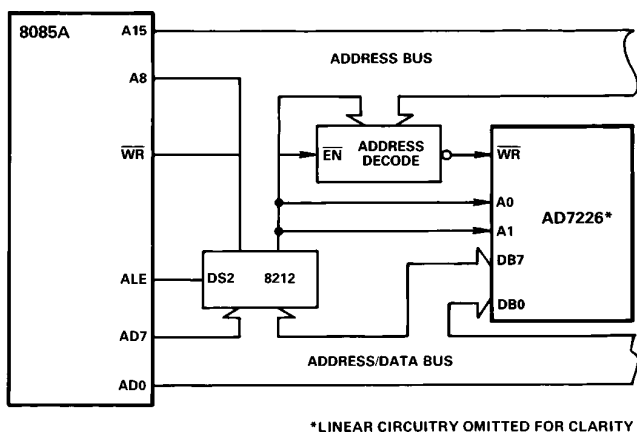 8085A
A15
A8
WR
ALE
AD7
AD0
ADDRESS BUS
EN
ADDRESS
DECODE
WR
A0
A1
DB7
DB0
AD7226*
DS2 8212
ADDRESS/DATA BUS
*LINEAR CIRCUITRY OMITTED FOR CLARITY